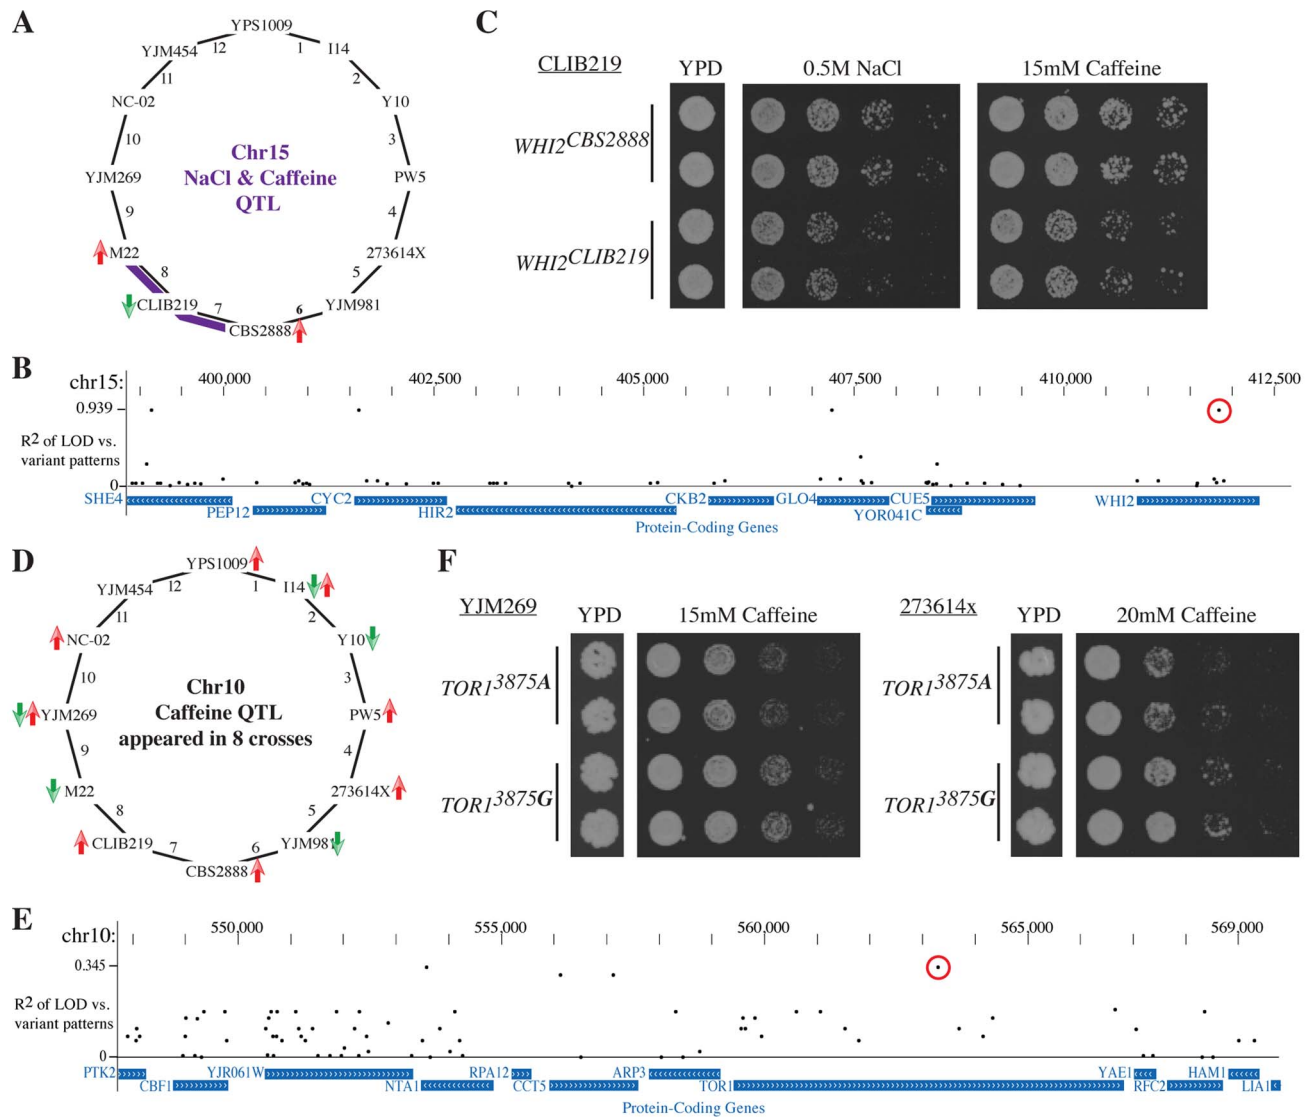 A
YPS1009
YJM454
12
1
I14
11
2
NC-02
Y10
10
3
Chr15
NaCl & Caffeine
QTL
YJM269
PW5
9
4
M22
273614X
8
5
CLIB219
7
6
YJM981
CBS2888
C
CLIB219
YPD
0.5M NaCl
15mM Caffeine
WHI2CBS2888
WHI2CLIB219
B
chr15:
400,000
402,500
405,000
407,500
410,000
412,500
0.939
R2 of LOD vs.
variant patterns
0
SHE4
PEP12
CYC2
HIR2
CKB2
GLO4
YOR041C
CUE5
WHI2
Protein-Coding Genes
D
YPS1009
YJM454
12
1
I14
11
2
NC-02
Y10
10
3
Chr10
Caffeine QTL
appeared in 8 crosses
YJM269
PW5
9
4
M22
273614X
8
5
CLIB219
7
6
YJM981
CBS2888
F
YJM269
YPD
15mM Caffeine
TOR13875A
TOR13875G
273614x
YPD
20mM Caffeine
TOR13875A
TOR13875G
E
chr10:
550,000
555,000
560,000
565,000
569,000
0.345
R2 of LOD vs.
variant patterns
0
PTK2
CBF1
YJR061W
NTA1
RPA12
CCT5
ARP3
TOR1
YAE1
RFC2
HAM1
LIA1
Protein-Coding Genes